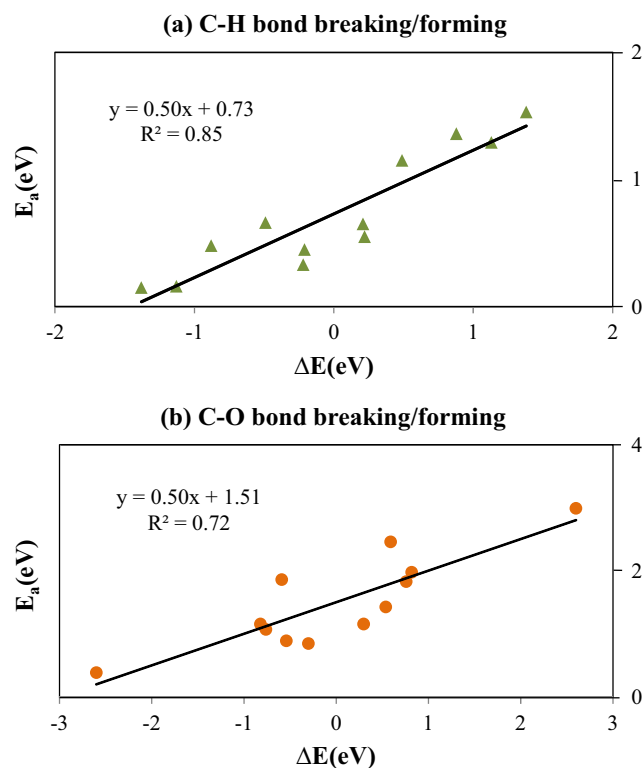 (a) C-H bond breaking/forming
2
y = 0.50x + 0.73
R² = 0.85
Eₐ(eV)
1
0
-2 -1 0 1 2
ΔE(eV)
(b) C-O bond breaking/forming
4
y = 0.50x + 1.51
R² = 0.72
Eₐ(eV)
2
0
-3 -2 -1 0 1 2 3
ΔE(eV)